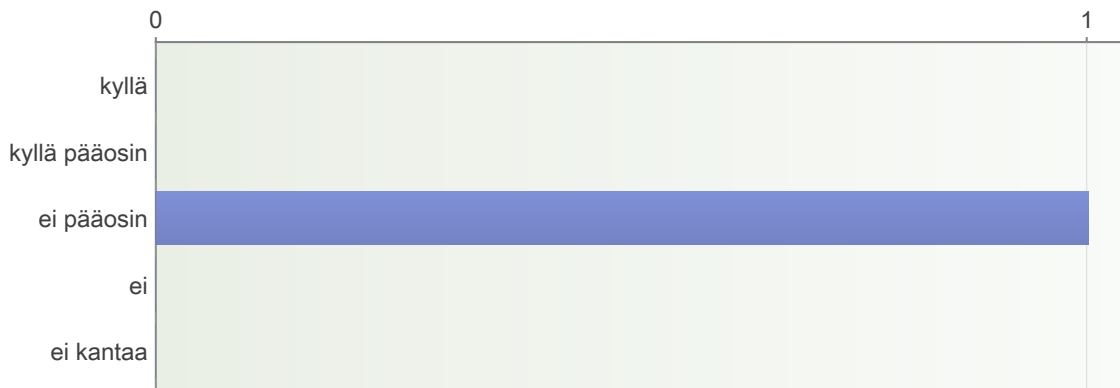 0 1
kyllä
kyllä pääosin
ei pääosin
ei
ei kantaa